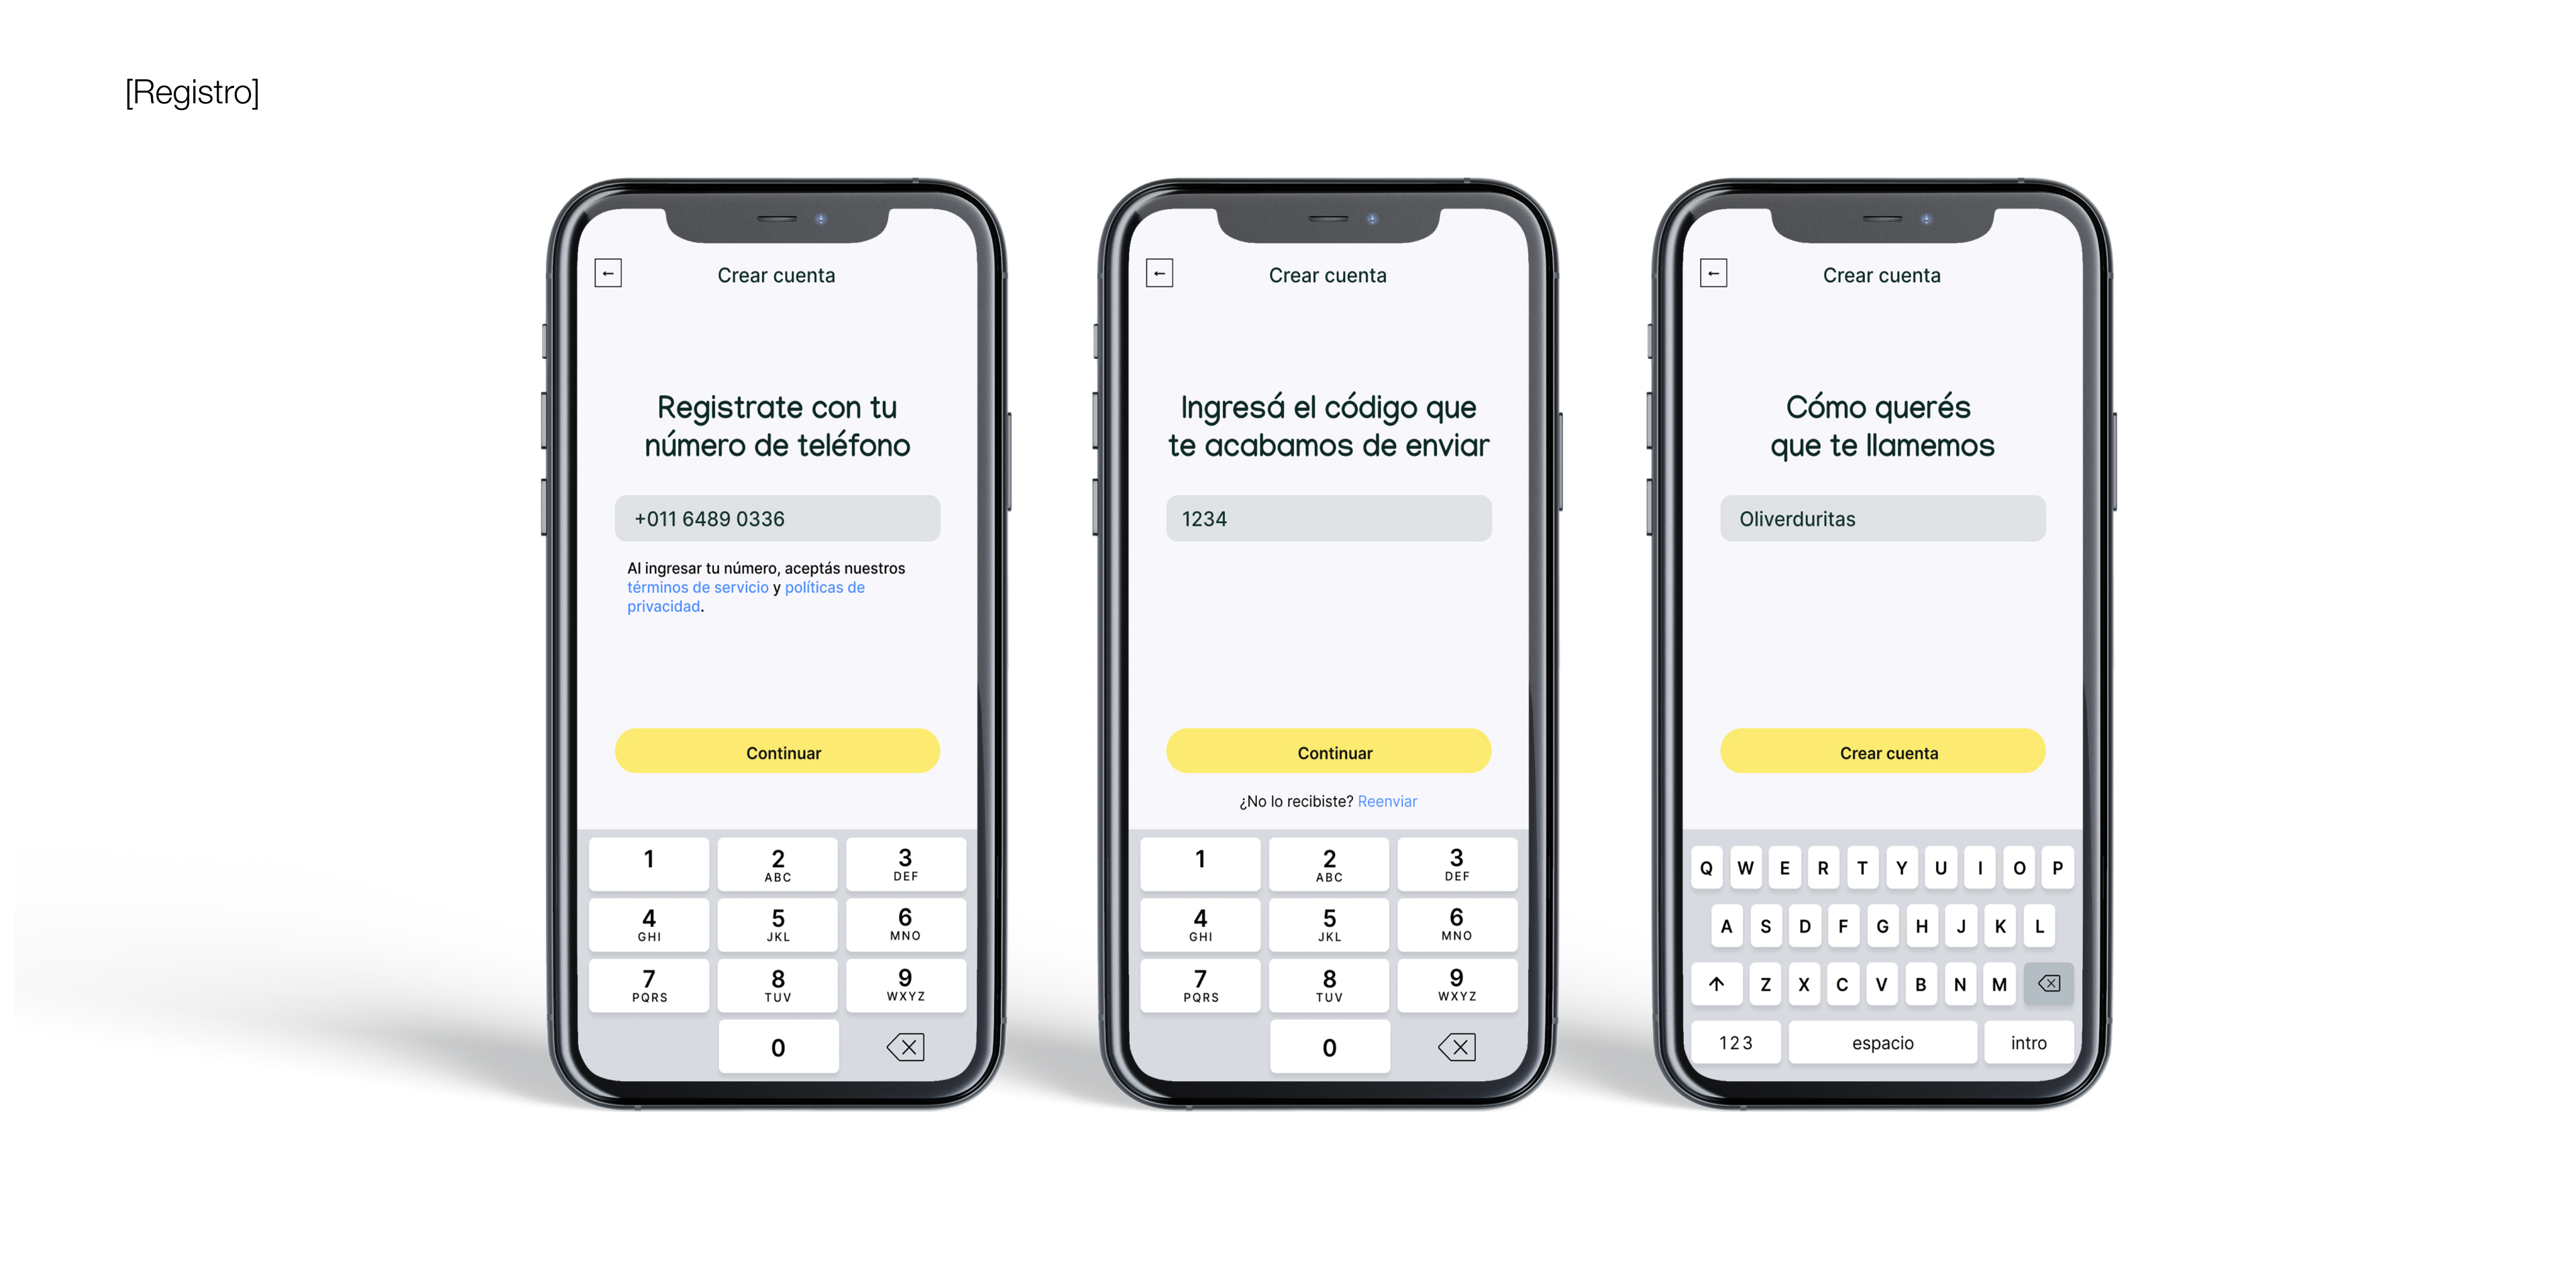 [Registro]
←
Crear cuenta
Registrate con tu
número de teléfono
+011 6489 0336
Al ingresar tu número, aceptás nuestros
términos de servicio y políticas de
privacidad.
Continuar
1
2
ABC
3
DEF
4
GHI
5
JKL
6
MNO
7
PQRS
8
TUV
9
WXYZ
0
←
Crear cuenta
Ingresá el código que
te acabamos de enviar
1234
Continuar
¿No lo recibiste? Reenviar
1
2
ABC
3
DEF
4
GHI
5
JKL
6
MNO
7
PQRS
8
TUV
9
WXYZ
0
←
Crear cuenta
Cómo querés
que te llamemos
Oliverduritas
Crear cuenta
Q W E R T Y U I O P
A S D F G H J K L
Z X C V B N M
123 espacio intro